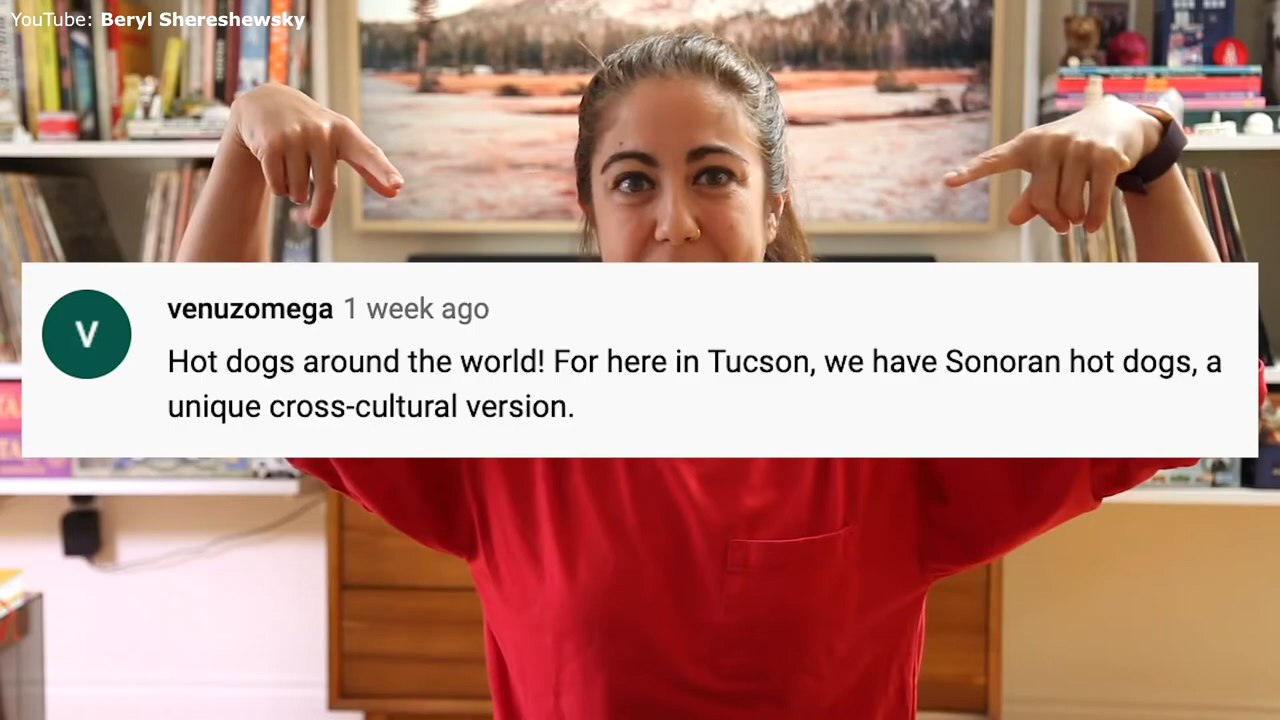 YouTube: Beryl Shereshewsky
V
venuzomega 1 week ago
Hot dogs around the world! For here in Tucson, we have Sonoran hot dogs, a
unique cross-cultural version.